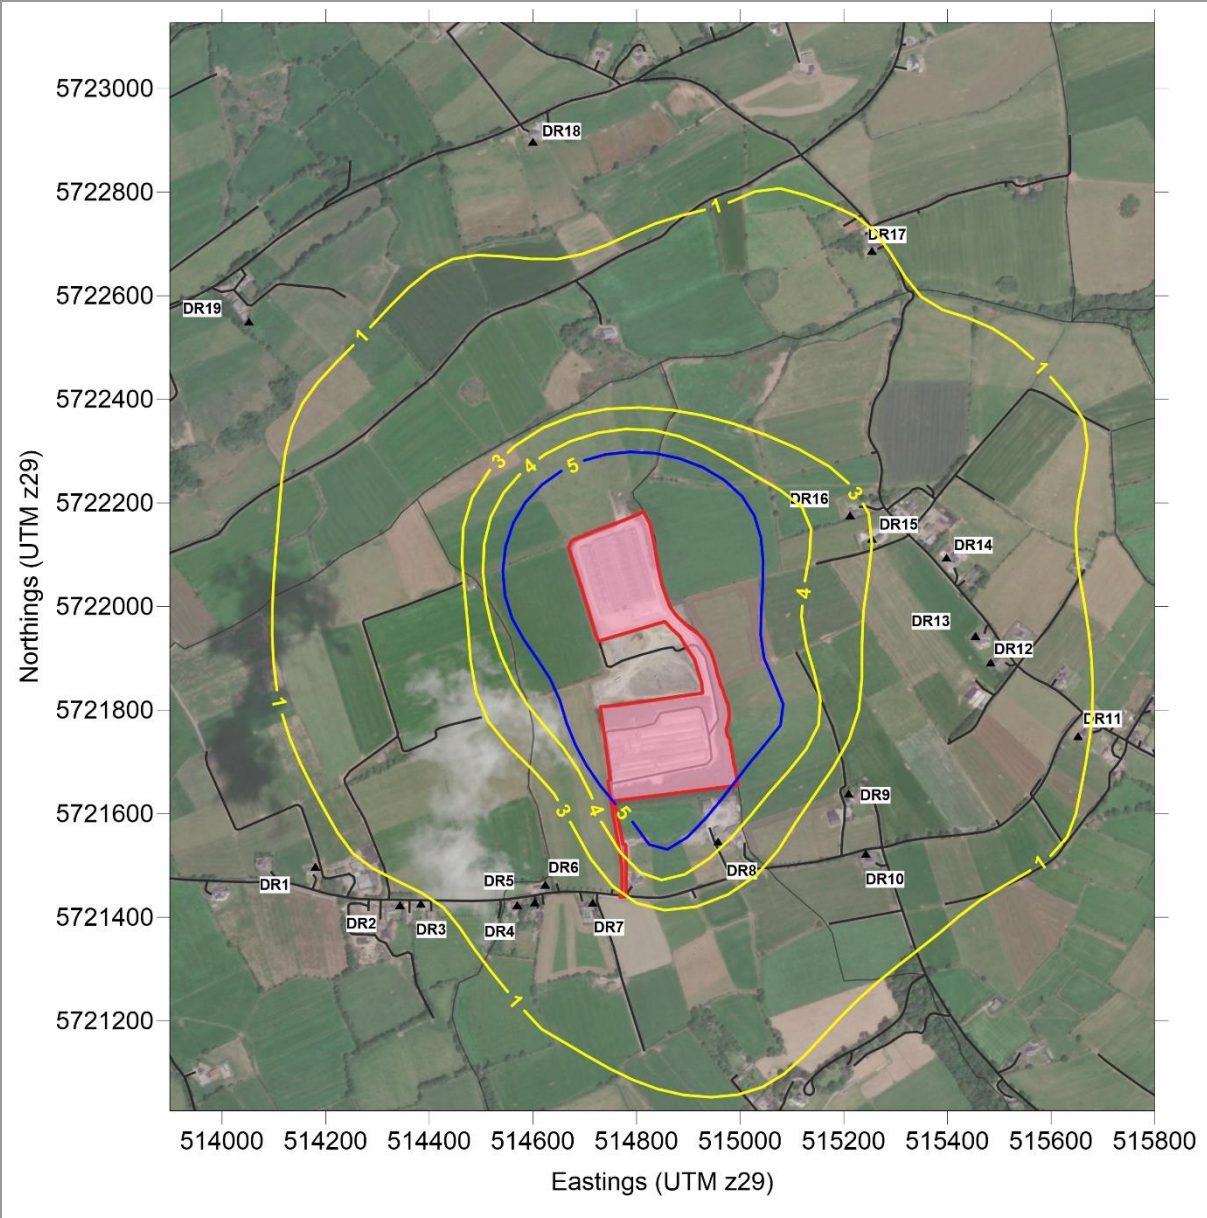 5723000
DR18
5722800
1
DR17
5722600
DR19
1
1
5722400
3
4
5
3
DR16
5722200
DR15
DR14
5722000
4
DR13
DR12
5721800
1
DR11
DR9
5721600
3
4
5
1
DR6
DR8
DR1
DR5
DR10
5721400
DR2
DR3
DR4
DR7
1
5721200
514000 514200 514400 514600 514800 515000 515200 515400 515600 515800
Eastings (UTM z29)
Northings (UTM z29)